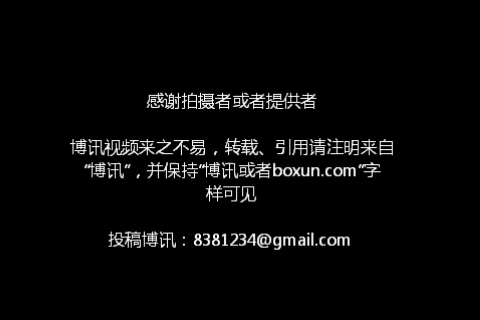 感谢拍摄者或者提供者
博讯视频来之不易，转载、引用请注明来自
“博讯”，并保持”博讯或者boxun.com”字
样可见
投稿博讯：8381234@gmail.com